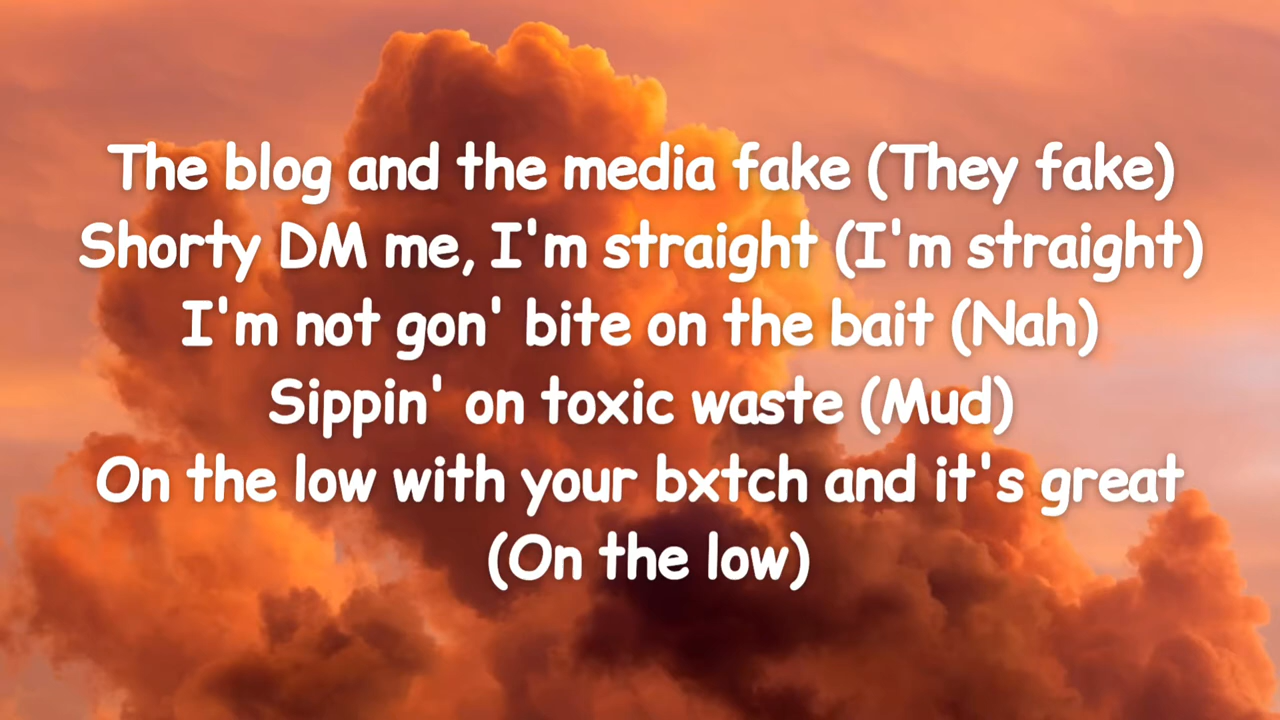 The blog and the media fake (They fake)
Shorty DM me, I'm straight (I'm straight)
I'm not gon' bite on the bait (Nah)
Sippin' on toxic waste (Mud)
On the low with your bxtch and it's great
(On the low)